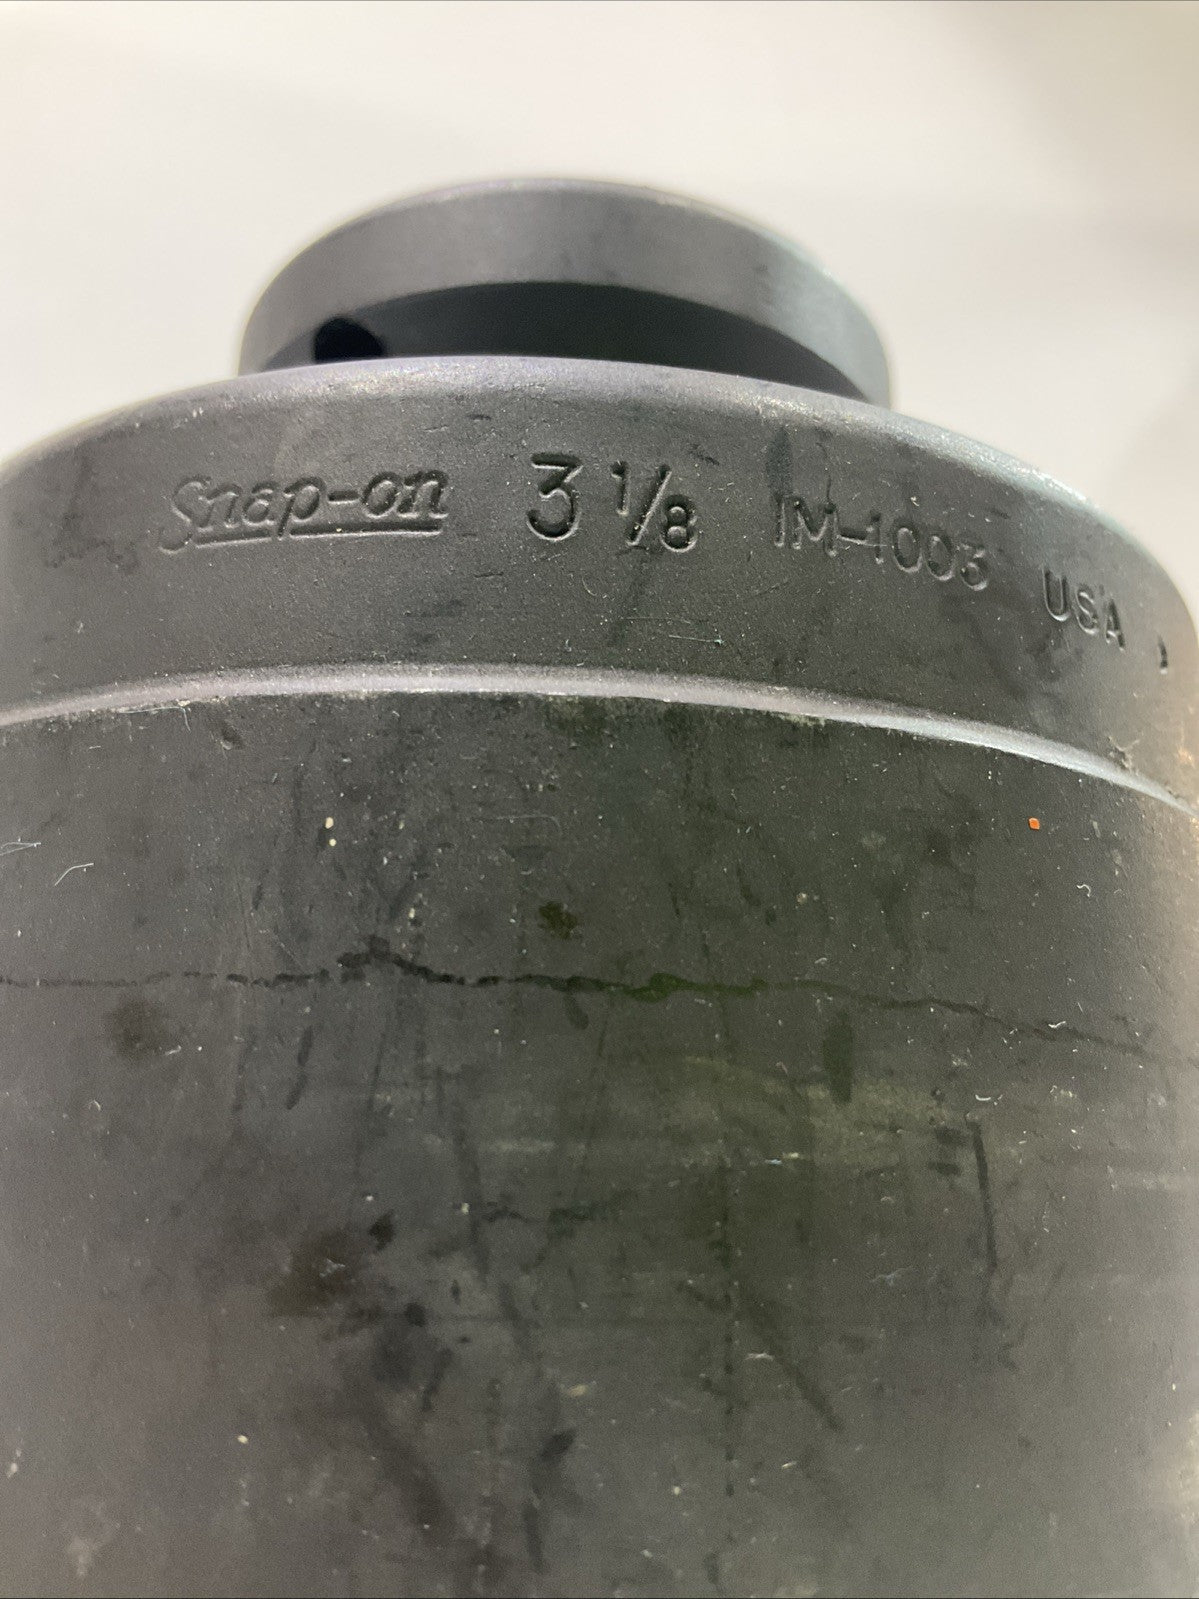 Snap-on 3 1/8 IM-1003 USA